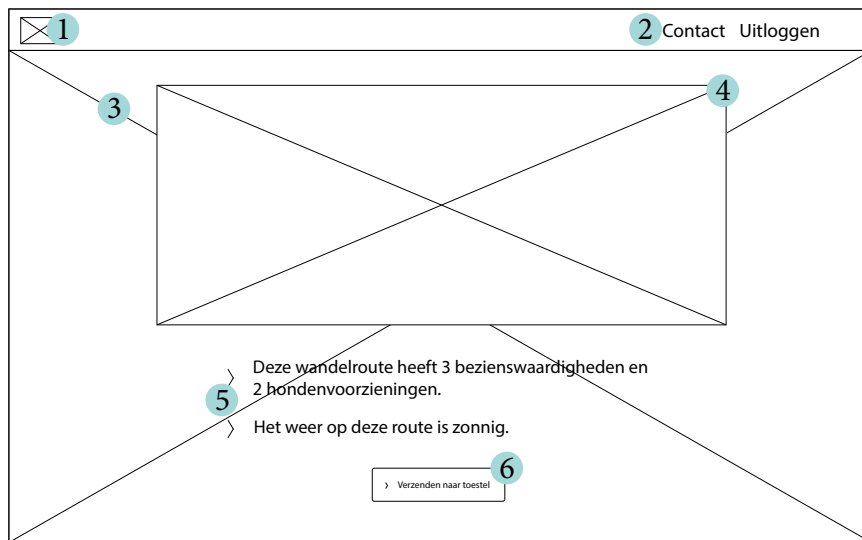 1
2 Contact Uitloggen
3
4
Deze wandelroute heeft 3 bezienswaardigheden en
2 hondenvoorzieningen.
5
Het weer op deze route is zonnig.
6
Verzenden naar toestel